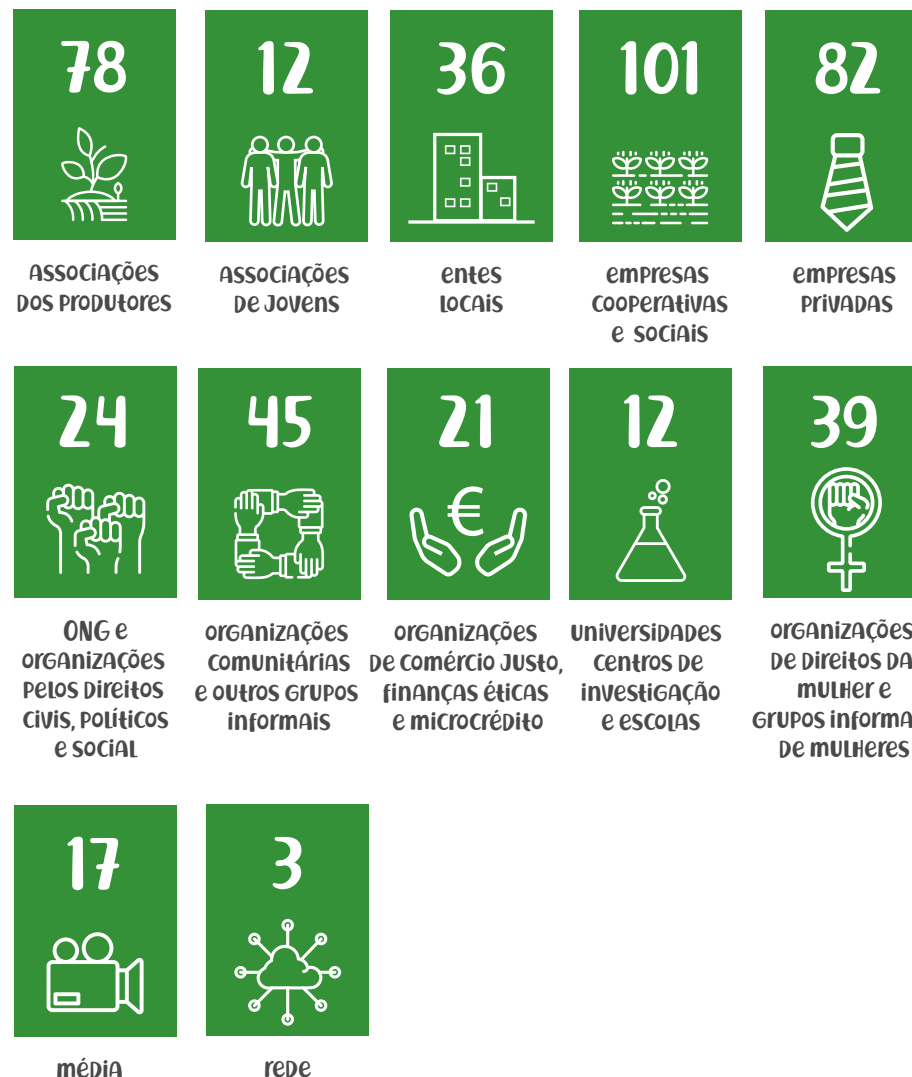 78
associações
dos produtores
12
associações
de jovens
36
entes
locais
101
empresas
cooperativas
e sociais
82
empresas
privadas
24
ONG e
organizações
pelos direitos
civis, políticos
e social
45
organizações
comunitárias
e outros grupos
informais
21
€
organizações
de comércio justo,
finanças éticas
e microcrédito
12
universidades
centros de
investigação
e escolas
39
organizações
de direitos da
mulher e
grupos informa
de mulheres
17
média
3
rede